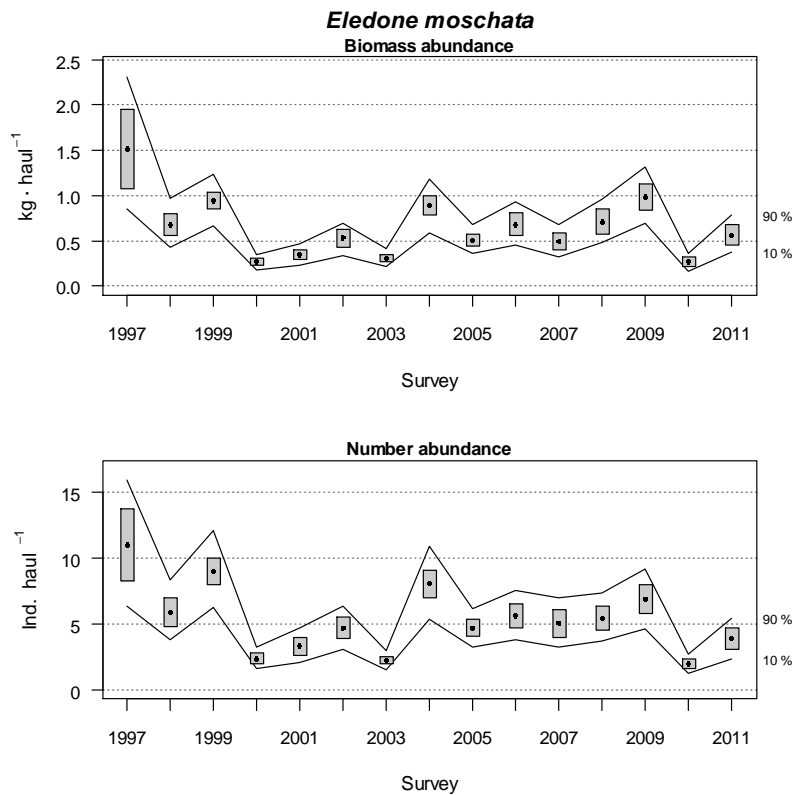 Eledone moschata
Biomass abundance
2.5
2.0
1.5
1.0
0.5
0.0
kg · haul⁻¹
90 %
10 %
1997 1999 2001 2003 2005 2007 2009 2011
Survey
Number abundance
15
10
5
0
Ind. haul ⁻¹
90 %
10 %
1997 1999 2001 2003 2005 2007 2009 2011
Survey